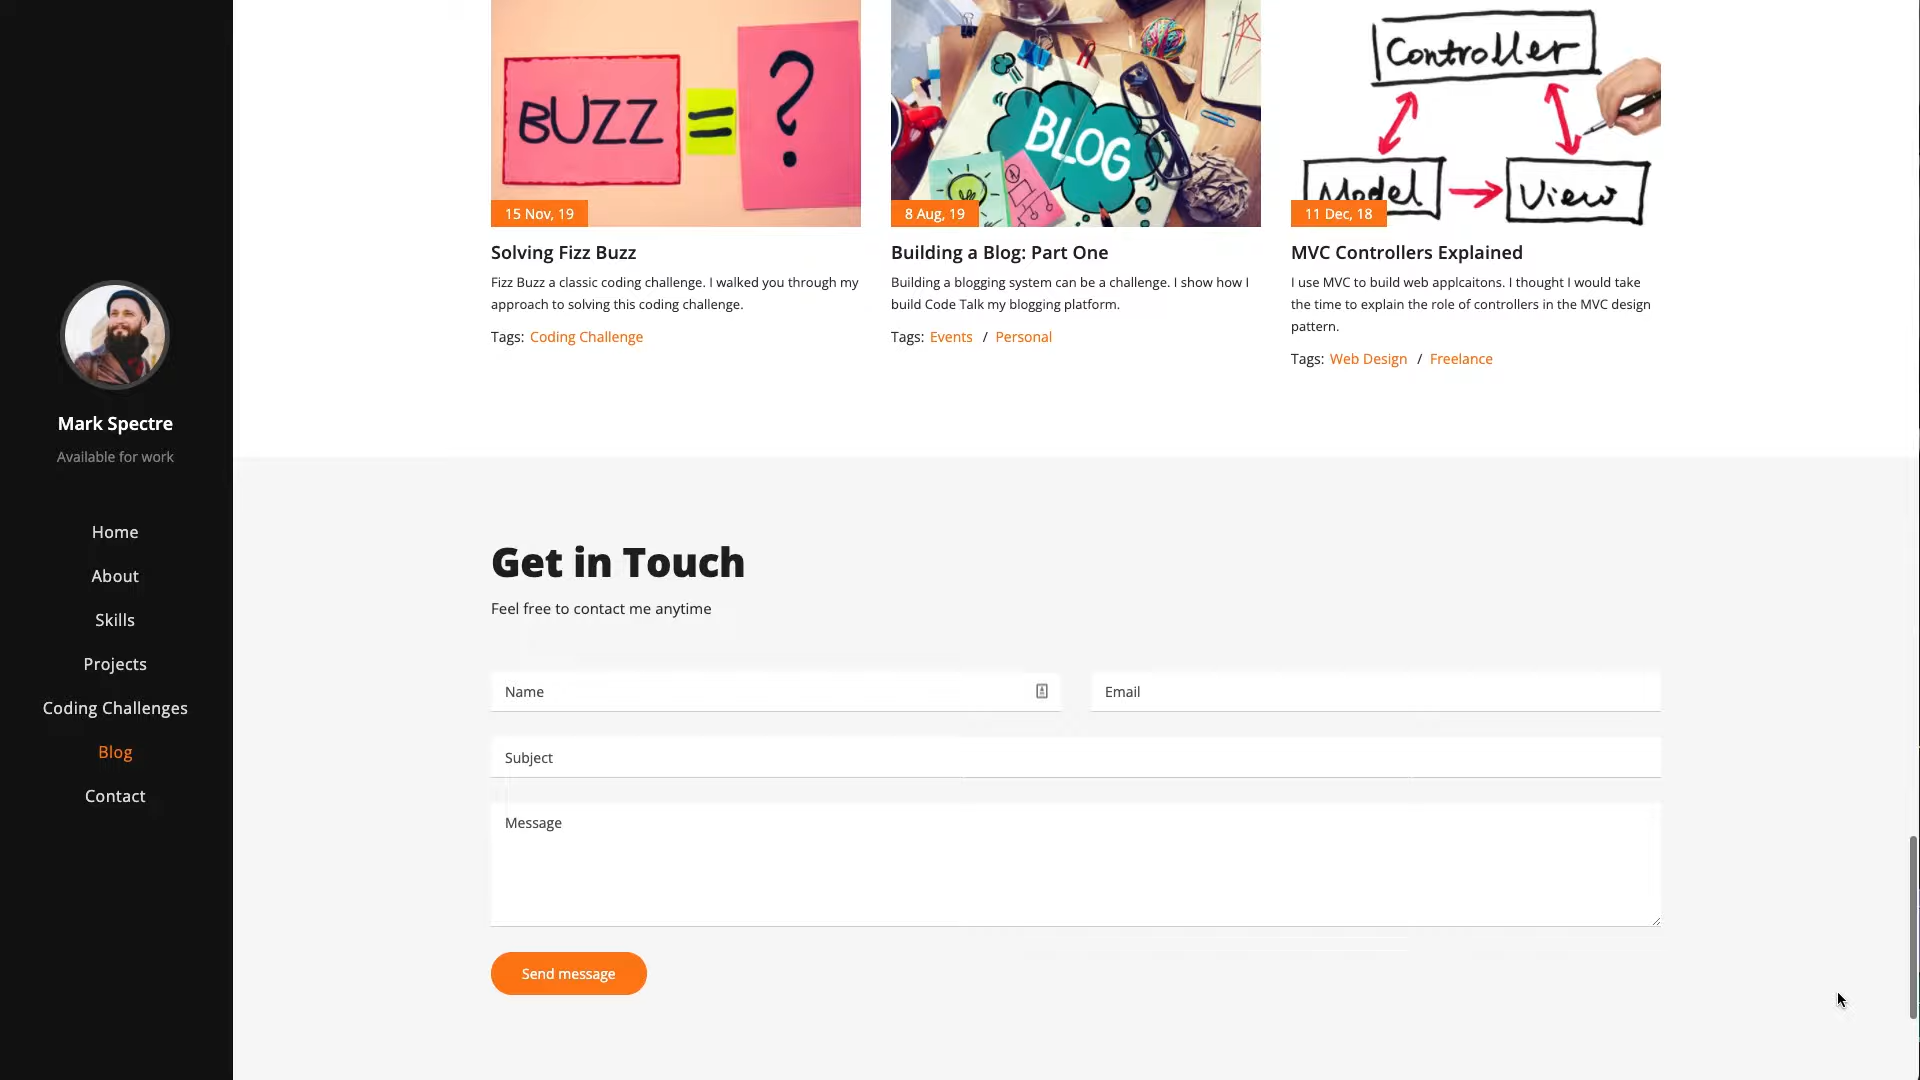 BUZZ = ?
BLOG
Controller
Model
View
15 Nov, 19
8 Aug, 19
11 Dec, 18
Solving Fizz Buzz
Fizz Buzz a classic coding challenge. I walked you through my
approach to solving this coding challenge.
Tags: Coding Challenge
Building a Blog: Part One
Building a blogging system can be a challenge. I show how I
build Code Talk my blogging platform.
Tags: Events / Personal
MVC Controllers Explained
I use MVC to build web applcaitons. I thought I would take
the time to explain the role of controllers in the MVC design
pattern.
Tags: Web Design / Freelance
Mark Spectre
Available for work
Home
About
Skills
Projects
Coding Challenges
Blog
Contact
Get in Touch
Feel free to contact me anytime
Name
Email
Subject
Message
Send message